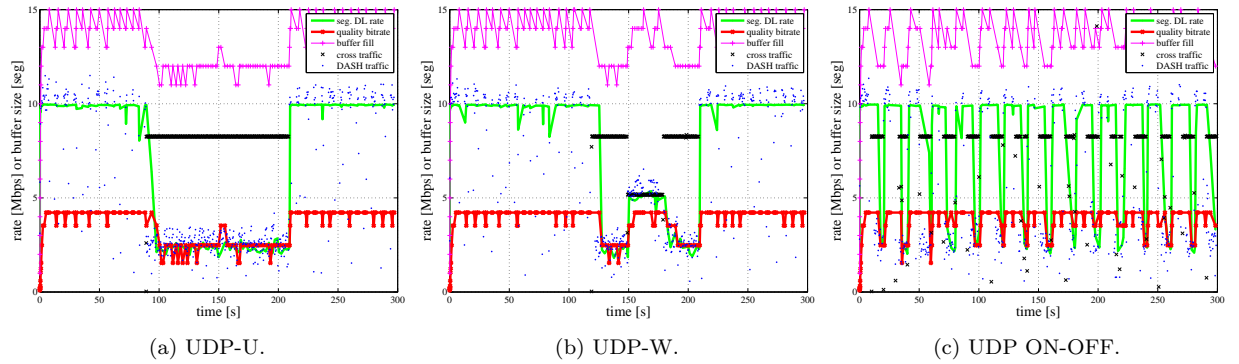 seg. DL rate
quality bitrate
buffer fill
cross traffic
DASH traffic
rate [Mbps] or buffer size [seg]
15
10
5
0
0 50 100 150 200 250 300
time [s]
(a) UDP-U.
seg. DL rate
quality bitrate
buffer fill
cross traffic
DASH traffic
rate [Mbps] or buffer size [seg]
15
10
5
0
0 50 100 150 200 250 300
time [s]
(b) UDP-W.
seg. DL rate
quality bitrate
buffer fill
cross traffic
DASH traffic
rate [Mbps] or buffer size [seg]
15
10
5
0
0 50 100 150 200 250 300
time [s]
(c) UDP ON-OFF.